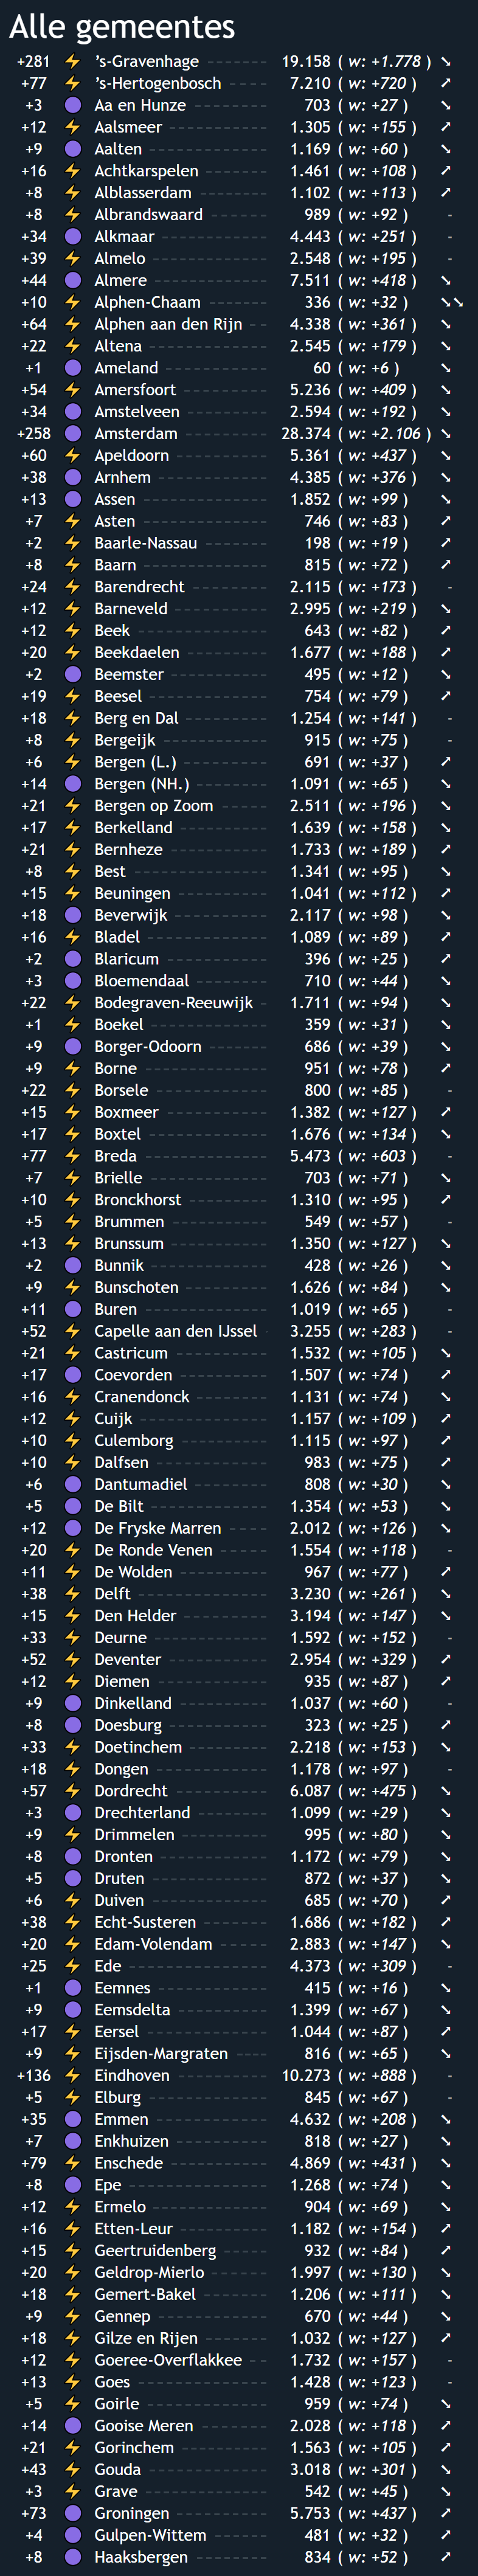 Alle gemeentes
+281 ’s-Gravenhage 19.158 ( w: +1.778 )
+77 ’s-Hertogenbosch 7.210 ( w: +720 )
+3 Aa en Hunze 703 ( w: +27 )
+12 Aalsmeer 1.305 ( w: +155 )
+9 Aalten 1.169 ( w: +60 )
+16 Achtkarspelen 1.461 ( w: +108 )
+8 Alblasserdam 1.102 ( w: +113 )
+8 Albrandswaard 989 ( w: +92 ) -
+34 Alkmaar 4.443 ( w: +251 ) -
+39 Almelo 2.548 ( w: +195 ) -
+44 Almere 7.511 ( w: +418 )
+10 Alphen-Chaam 336 ( w: +32 )
+64 Alphen aan den Rijn 4.338 ( w: +361 )
+22 Altena 2.545 ( w: +179 )
+1 Ameland 60 ( w: +6 )
+54 Amersfoort 5.236 ( w: +409 )
+34 Amstelveen 2.594 ( w: +192 )
+258 Amsterdam 28.374 ( w: +2.106 )
+60 Apeldoorn 5.361 ( w: +437 )
+38 Arnhem 4.385 ( w: +376 )
+13 Assen 1.852 ( w: +99 )
+7 Asten 746 ( w: +83 )
+2 Baarle-Nassau 198 ( w: +19 )
+8 Baarn 815 ( w: +72 )
+24 Barendrecht 2.115 ( w: +173 ) -
+12 Barneveld 2.995 ( w: +219 )
+12 Beek 643 ( w: +82 )
+20 Beekdaelen 1.677 ( w: +188 )
+2 Beemster 495 ( w: +12 )
+19 Beesel 754 ( w: +79 )
+18 Berg en Dal 1.254 ( w: +141 ) -
+8 Bergeijk 915 ( w: +75 ) -
+6 Bergen (L.) 691 ( w: +37 )
+14 Bergen (NH.) 1.091 ( w: +65 )
+21 Bergen op Zoom 2.511 ( w: +196 )
+17 Berkelland 1.639 ( w: +158 )
+21 Bernheze 1.733 ( w: +189 )
+8 Best 1.341 ( w: +95 )
+15 Beuningen 1.041 ( w: +112 )
+18 Beverwijk 2.117 ( w: +98 )
+16 Bladel 1.089 ( w: +89 )
+2 Blaricum 396 ( w: +25 )
+3 Bloemendaal 710 ( w: +44 )
+22 Bodegraven-Reeuwijk 1.711 ( w: +94 )
+1 Boekel 359 ( w: +31 )
+9 Borger-Odoorn 686 ( w: +39 )
+9 Borne 951 ( w: +78 )
+22 Borsele 800 ( w: +85 ) -
+15 Boxmeer 1.382 ( w: +127 )
+17 Boxtel 1.676 ( w: +134 )
+77 Breda 5.473 ( w: +603 ) -
+7 Brielle 703 ( w: +71 )
+10 Bronckhorst 1.310 ( w: +95 )
+5 Brummen 549 ( w: +57 ) -
+13 Brunssum 1.350 ( w: +127 )
+2 Bunnik 428 ( w: +26 )
+9 Bunschoten 1.626 ( w: +84 )
+11 Buren 1.019 ( w: +65 ) -
+52 Capelle aan den IJssel 3.255 ( w: +283 ) -
+21 Castricum 1.532 ( w: +105 )
+17 Coevorden 1.507 ( w: +74 )
+16 Cranendonck 1.131 ( w: +74 )
+12 Cuijk 1.157 ( w: +109 )
+10 Culemborg 1.115 ( w: +97 )
+10 Dalfsen 983 ( w: +75 )
+6 Dantumadiel 808 ( w: +30 )
+5 De Bilt 1.354 ( w: +53 )
+12 De Fryske Marren 2.012 ( w: +126 )
+20 De Ronde Venen 1.554 ( w: +118 ) -
+11 De Wolden 967 ( w: +77 )
+38 Delft 3.230 ( w: +261 )
+15 Den Helder 3.194 ( w: +147 )
+33 Deurne 1.592 ( w: +152 ) -
+52 Deventer 2.954 ( w: +329 )
+12 Diemen 935 ( w: +87 )
+9 Dinkelland 1.037 ( w: +60 ) -
+8 Doesburg 323 ( w: +25 )
+33 Doetinchem 2.218 ( w: +153 )
+18 Dongen 1.178 ( w: +97 ) -
+57 Dordrecht 6.087 ( w: +475 )
+3 Drechterland 1.099 ( w: +29 )
+9 Drimmelen 995 ( w: +80 )
+8 Dronten 1.172 ( w: +79 )
+5 Druten 872 ( w: +37 )
+6 Duiven 685 ( w: +70 )
+38 Echt-Susteren 1.686 ( w: +182 )
+20 Edam-Volendam 2.883 ( w: +147 )
+25 Ede 4.373 ( w: +309 ) -
+1 Eemnes 415 ( w: +16 )
+9 Eemsdelta 1.399 ( w: +67 )
+17 Eersel 1.044 ( w: +87 )
+9 Eijsden-Margraten 816 ( w: +65 )
+136 Eindhoven 10.273 ( w: +888 ) -
+5 Elburg 845 ( w: +67 ) -
+35 Emmen 4.632 ( w: +208 )
+7 Enkhuizen 818 ( w: +27 )
+79 Enschede 4.869 ( w: +431 )
+8 Epe 1.268 ( w: +74 )
+12 Ermelo 904 ( w: +69 )
+16 Etten-Leur 1.182 ( w: +154 )
+15 Geertruidenberg 932 ( w: +84 )
+20 Geldrop-Mierlo 1.997 ( w: +130 )
+18 Gemert-Bakel 1.206 ( w: +111 )
+9 Gennep 670 ( w: +44 )
+18 Gilze en Rijen 1.032 ( w: +127 )
+12 Goeree-Overflakkee 1.732 ( w: +157 ) -
+13 Goes 1.428 ( w: +123 ) -
+5 Goirle 959 ( w: +74 )
+14 Gooise Meren 2.028 ( w: +118 )
+21 Gorinchem 1.563 ( w: +105 )
+43 Gouda 3.018 ( w: +301 )
+3 Grave 542 ( w: +45 )
+73 Groningen 5.753 ( w: +437 )
+4 Gulpen-Wittem 481 ( w: +32 )
+8 Haaksbergen 834 ( w: +52 )